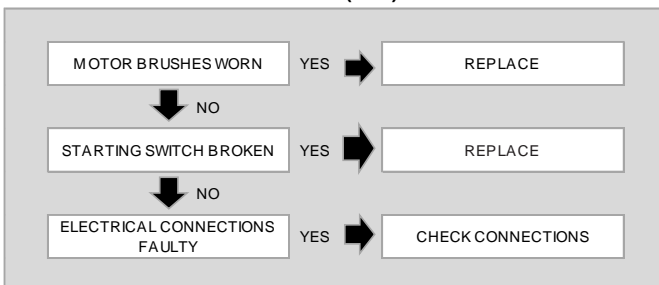 MOTOR BRUSHES WORN YES REPLACE
NO
STARTING SWITCH BROKEN YES REPLACE
NO
ELECTRICAL CONNECTIONS
FAULTY
YES CHECK CONNECTIONS